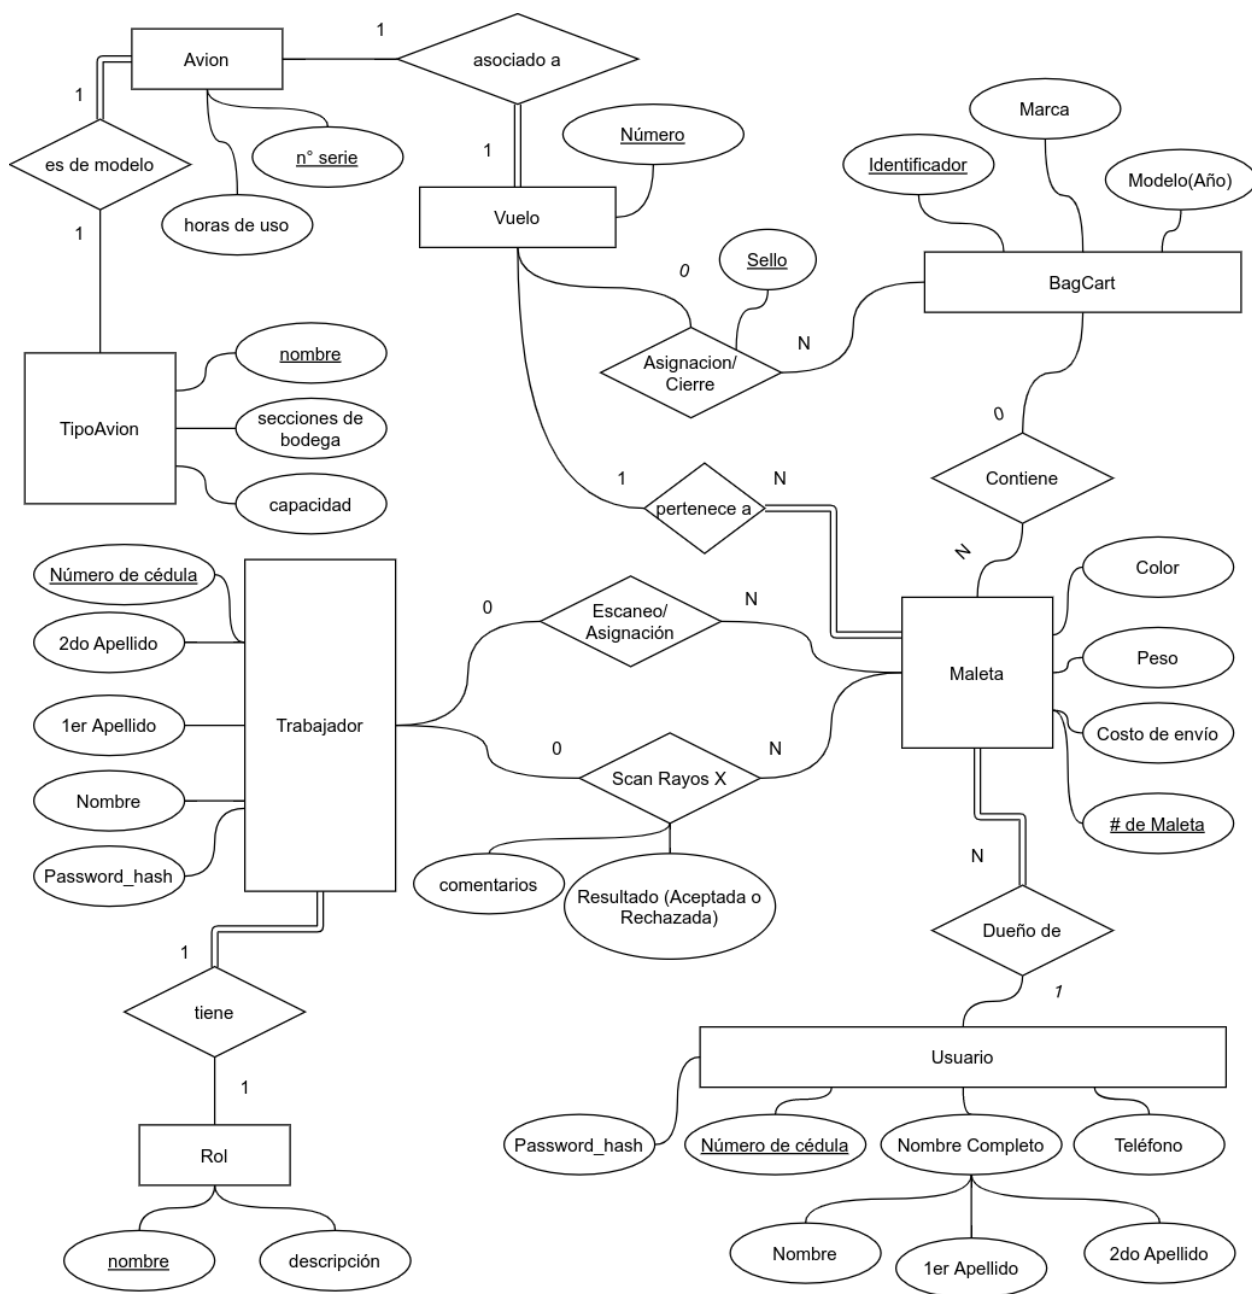 1
Avion
asociado a
1
Marca
Número
1
n° serie
es de modelo
1
Identificador
Modelo(Año)
Vuelo
horas de uso
1
Sello
0
BagCart
N
Asignacion/
Cierre
nombre
0
TipoAvion
secciones de
bodega
1
pertenece a
N
Contiene
capacidad
N
Número de cédula
Color
0
Escaneo/
Asignación
N
2do Apellido
Peso
Maleta
1er Apellido
Trabajador
Costo de envío
0
Scan Rayos X
N
Nombre
# de Maleta
N
Password_hash
comentarios
Resultado (Aceptada o
Rechazada)
Dueño de
1
1
tiene
Usuario
1
Rol
Password_hash
Número de cédula
Nombre Completo
Teléfono
nombre
descripción
Nombre
1er Apellido
2do Apellido